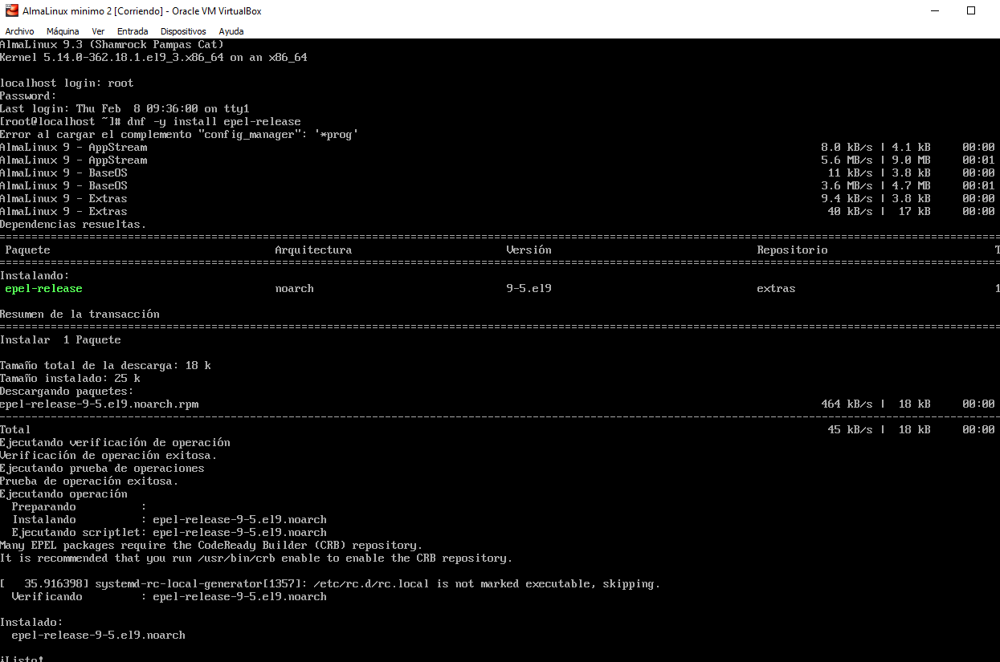 AlmaLinux minimo 2 [Corriendo] - Oracle VM VirtualBox
Archivo Máquina Ver Entrada Dispositivos Ayuda
AlmaLinux 9.3 (Shamrock Pampas Cat)
Kernel 5.14.0-362.18.1.el9_3.x86_64 on an x86_64
localhost login: root
Password:
Last login: Thu Feb  8 09:36:00 on tty1
[root@localhost ~]# dnf -y install epel-release
Error al cargar el complemento "config_manager": '*prog'
AlmaLinux 9 - AppStream 8.0 kB/s | 4.1 kB 00:00
AlmaLinux 9 - AppStream 5.6 MB/s | 9.0 MB 00:01
AlmaLinux 9 - BaseOS 11 kB/s | 3.8 kB 00:00
AlmaLinux 9 - BaseOS 3.6 MB/s | 4.7 MB 00:01
AlmaLinux 9 - Extras 9.4 kB/s | 3.8 kB 00:00
AlmaLinux 9 - Extras 40 kB/s | 17 kB 00:00
Dependencias resueltas.
Paquete Arquitectura Versión Repositorio T
Instalando:
epel-release noarch 9-5.el9 extras 1
Resumen de la transacción
Instalar  1 Paquete
Tamaño total de la descarga: 18 k
Tamaño instalado: 25 k
Descargando paquetes:
epel-release-9-5.el9.noarch.rpm 464 kB/s | 18 kB 00:00
Total 45 kB/s | 18 kB 00:00
Ejecutando verificación de operación
Verificación de operación exitosa.
Ejecutando prueba de operaciones
Prueba de operación exitosa.
Ejecutando operación
Preparando :
Instalando : epel-release-9-5.el9.noarch
Ejecutando scriptlet: epel-release-9-5.el9.noarch
Many EPEL packages require the CodeReady Builder (CRB) repository.
It is recommended that you run /usr/bin/crb enable to enable the CRB repository.
[   35.916398] systemd-rc-local-generator[1357]: /etc/rc.d/rc.local is not marked executable, skipping.
Verificando : epel-release-9-5.el9.noarch
Instalado:
epel-release-9-5.el9.noarch
¡Listo!